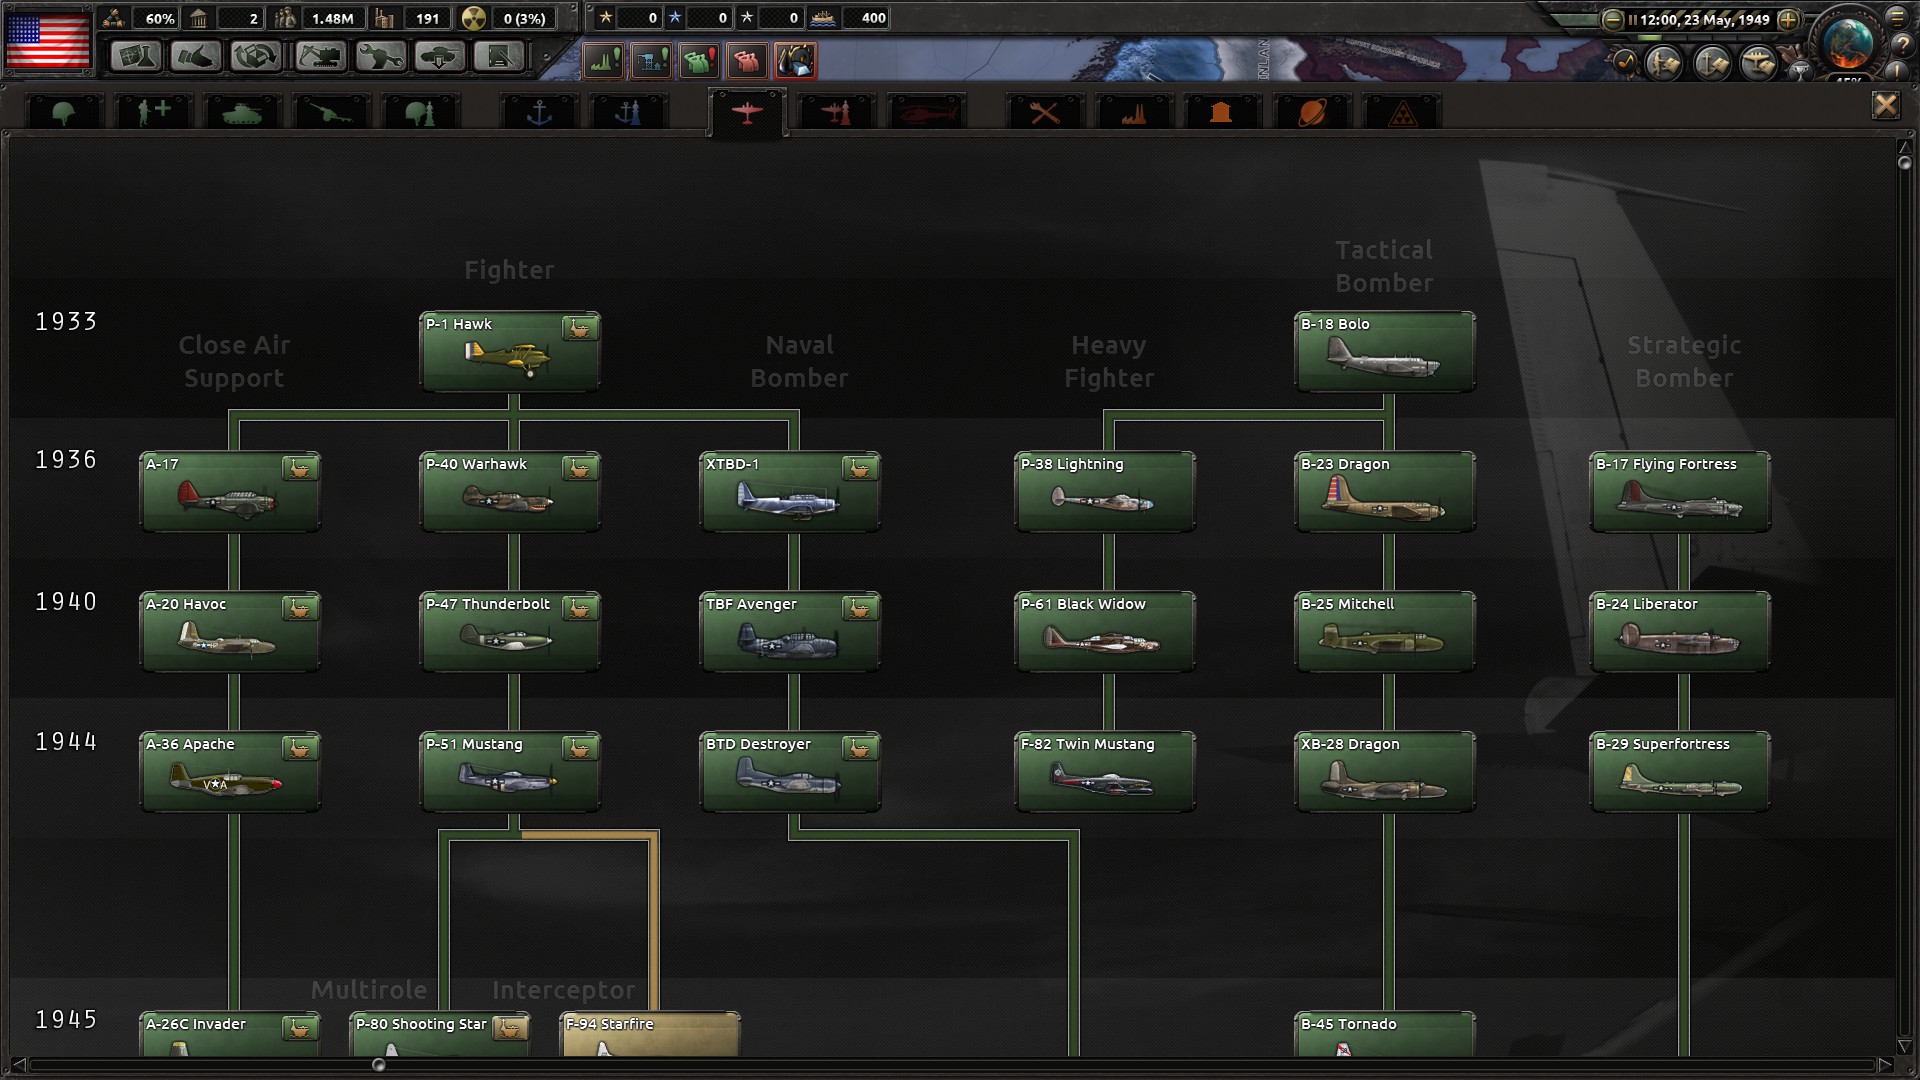 60%
2
1.48M
191
0 (3%)
0
0
0
400
12:00, 23 May, 1949
Fighter
Tactical
Bomber
1933
P-1 Hawk
B-18 Bolo
Close Air
Support
Naval
Bomber
Heavy
Fighter
Strategic
Bomber
1936
A-17
P-40 Warhawk
XTBD-1
P-38 Lightning
B-23 Dragon
B-17 Flying Fortress
1940
A-20 Havoc
P-47 Thunderbolt
TBF Avenger
P-61 Black Widow
B-25 Mitchell
B-24 Liberator
1944
A-36 Apache
P-51 Mustang
BTD Destroyer
F-82 Twin Mustang
XB-28 Dragon
B-29 Superfortress
Multirole
Interceptor
1945
A-26C Invader
P-80 Shooting Star
F-94 Starfire
B-45 Tornado